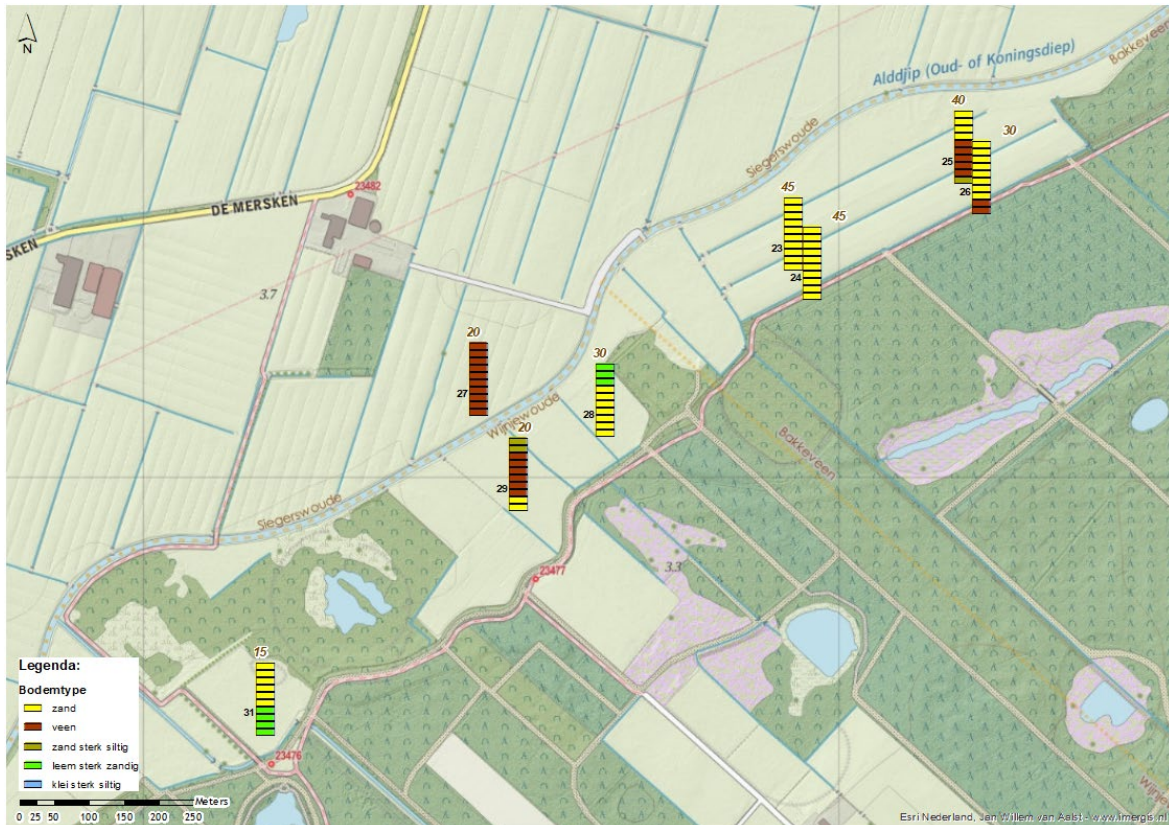 N
Alddjip (Oud- of Koningsdiep)
Bakkeveen
Siegerswoude
40
30
25
26
23482
DE MERSKEN
SKEN
45
45
23
24
3.7
20
27
30
28
Wijnjewoude
20
29
Bakkeveen
Siegerswoude
23477
3.3
15
31
23476
Legenda:
Bodemtype
zand
veen
zand sterk siltig
leem sterk zandig
klei sterk siltig
Meters
0 25 50 100 150 200 250
Esri Nederland, Jan Willem van Aalst - www.imergis.nl